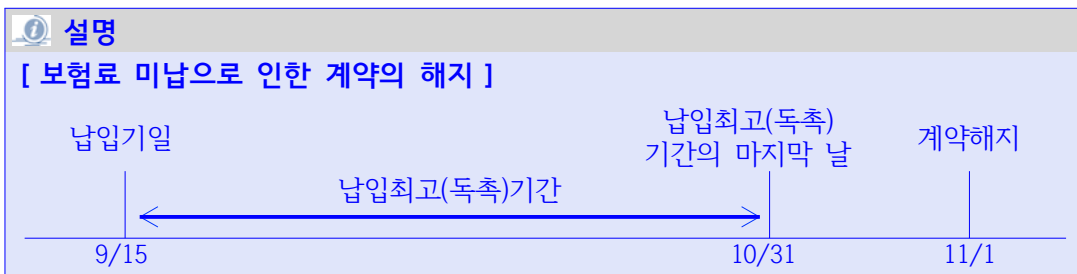 설명
[ 보험료 미납으로 인한 계약의 해지 ]
납입기일
납입최고(독촉)
기간의 마지막 날
계약해지
납입최고(독촉)기간
9/15
10/31
11/1